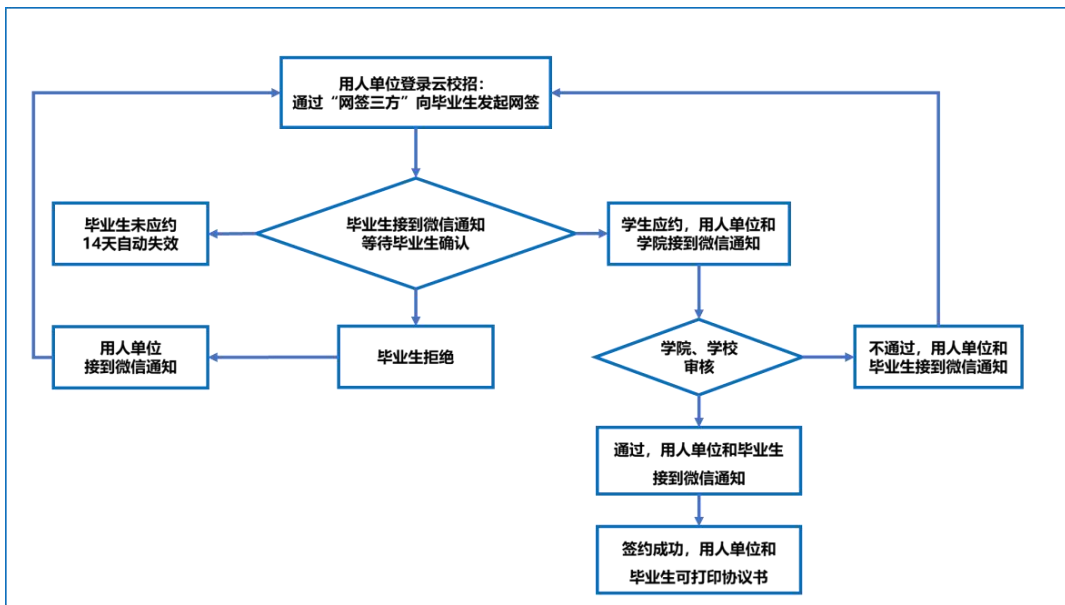 用人单位登录云校招：
通过“网签三方”向毕业生发起网签
毕业生未应约
14天自动失效
毕业生接到微信通知
等待毕业生确认
学生应约，用人单位和
学院接到微信通知
用人单位
接到微信通知
毕业生拒绝
学院、学校
审核
不通过，用人单位和
毕业生接到微信通知
通过，用人单位和毕业生
接到微信通知
签约成功，用人单位和
毕业生可打印协议书